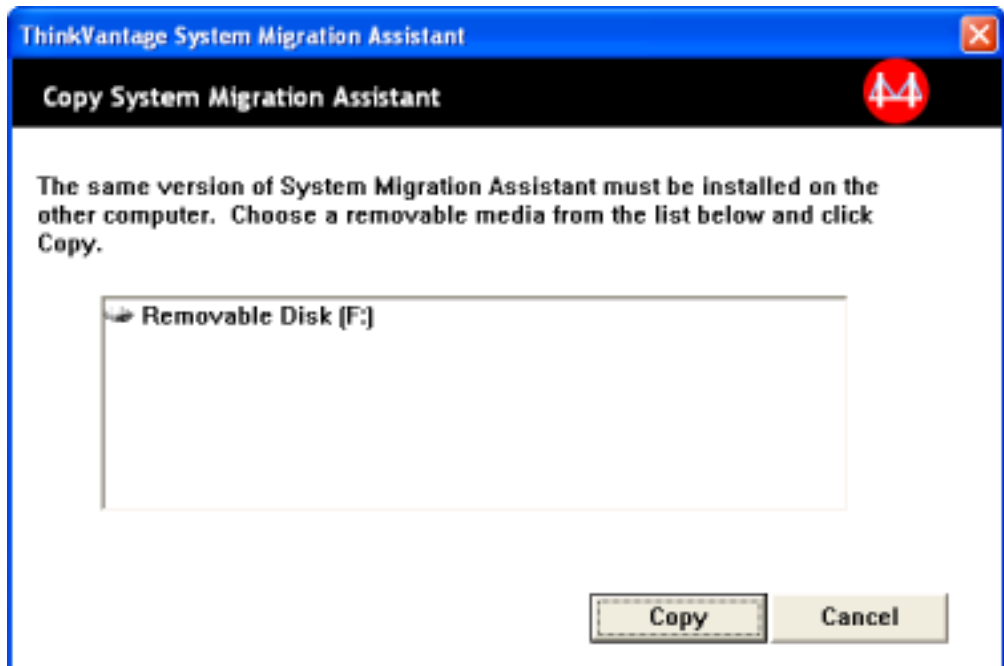 ThinkVantage System Migration Assistant
Copy System Migration Assistant
The same version of System Migration Assistant must be installed on the
other computer.  Choose a removable media from the list below and click
Copy.
Removable Disk (F:)
Copy
Cancel